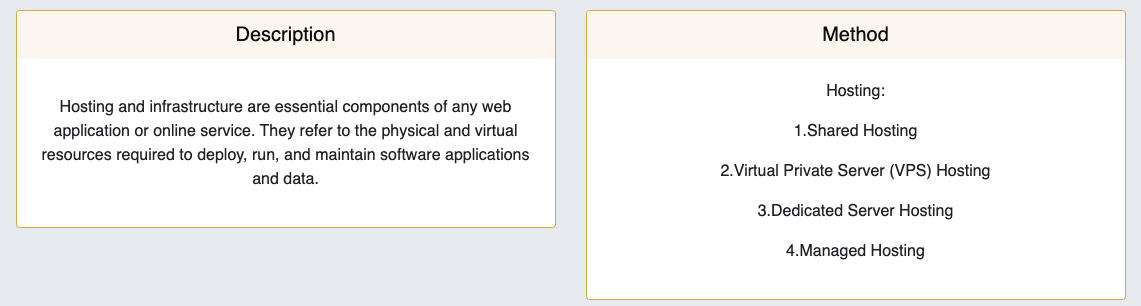 Description
Hosting and infrastructure are essential components of any web
application or online service. They refer to the physical and virtual
resources required to deploy, run, and maintain software applications
and data.
Method
Hosting:
1.Shared Hosting
2.Virtual Private Server (VPS) Hosting
3.Dedicated Server Hosting
4.Managed Hosting